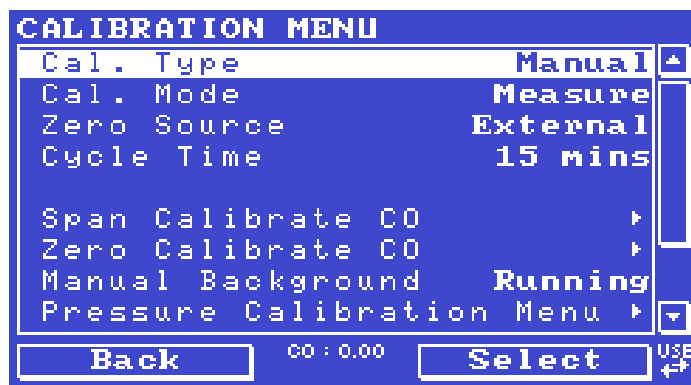 CALIBRATION MENU
Cal. Type Manual
Cal. Mode Measure
Zero Source External
Cycle Time 15 mins
Span Calibrate CO
Zero Calibrate CO
Manual Background Running
Pressure Calibration Menu
Back CO : 0.00 Select USB